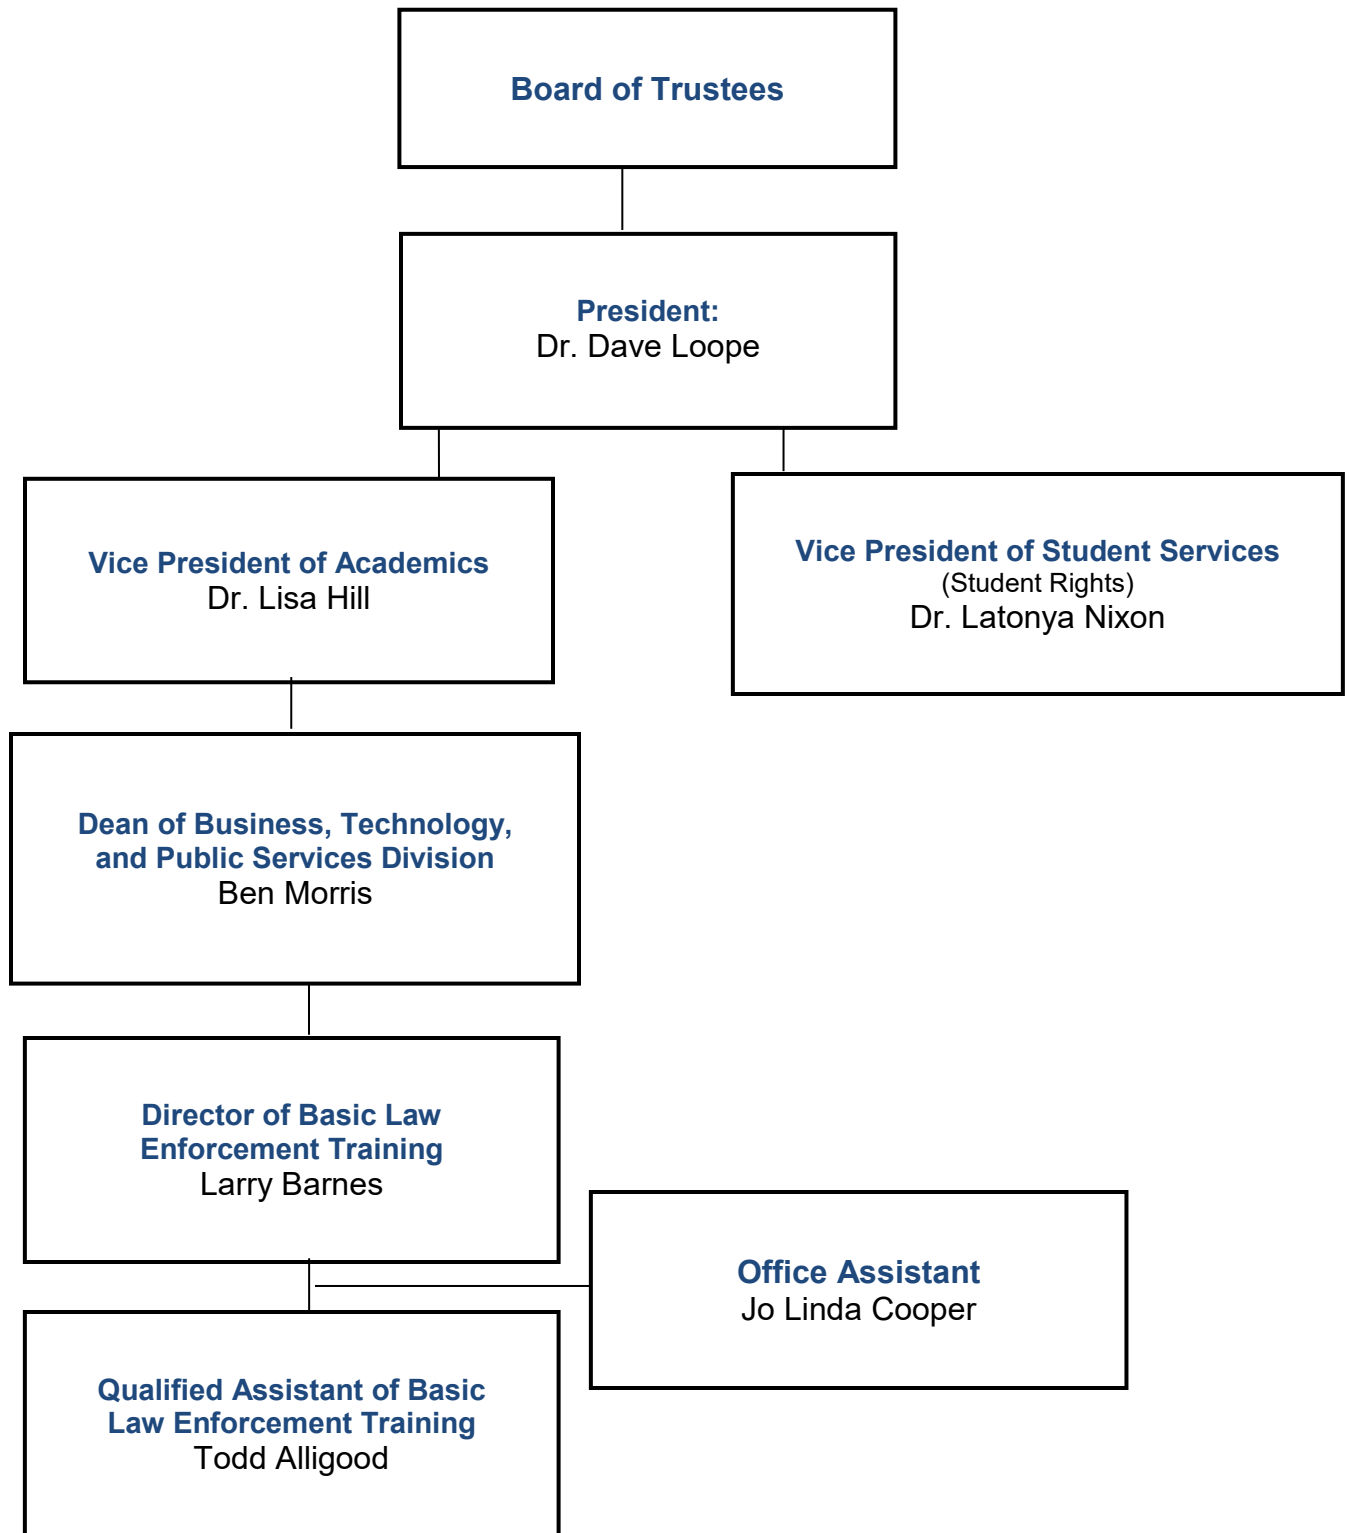 Board of Trustees
President:
Dr. Dave Loope
Vice President of Academics
Dr. Lisa Hill
Vice President of Student Services
(Student Rights)
Dr. Latonya Nixon
Dean of Business, Technology,
and Public Services Division
Ben Morris
Director of Basic Law
Enforcement Training
Larry Barnes
Office Assistant
Jo Linda Cooper
Qualified Assistant of Basic
Law Enforcement Training
Todd Alligood